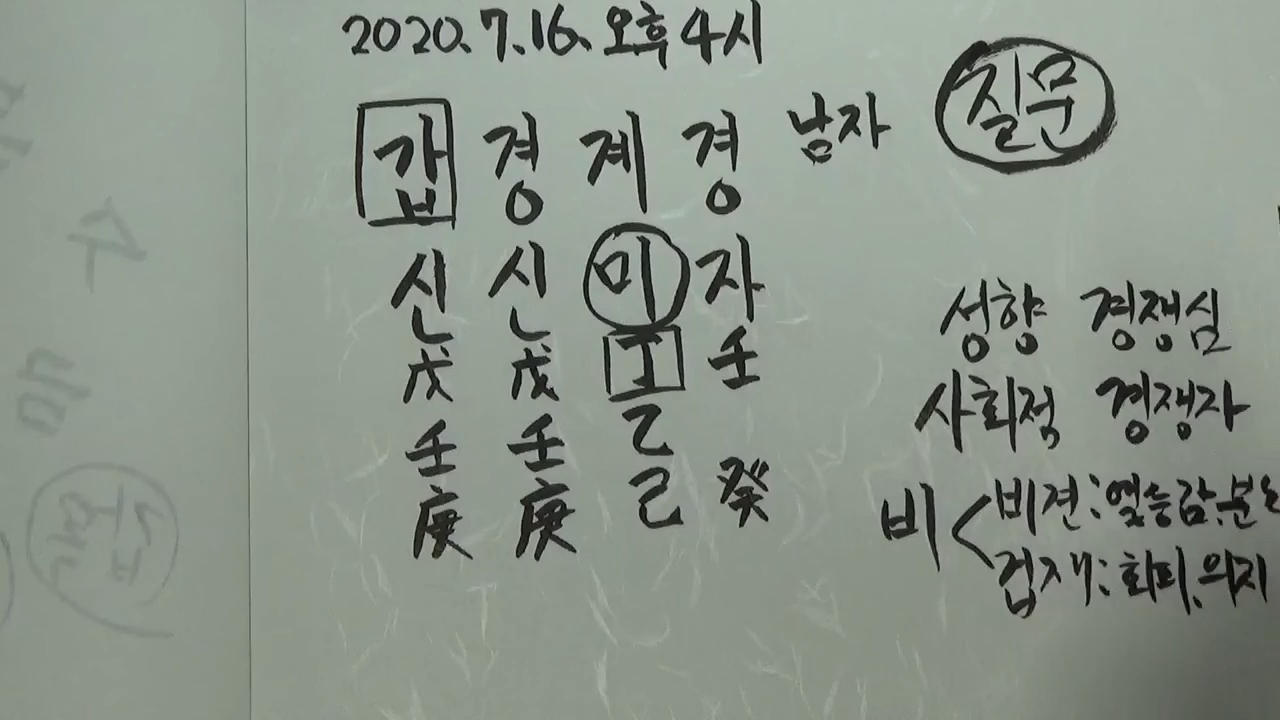 2020.7.16.오후4시
질문
갑 경 계 경 남자
신 신 미 자
戊 戊 丁 壬
壬 壬 乙
庚 庚 己 癸
성향 경쟁심
사회적 경쟁자
비 < 비견:열등감.분노
겁재:회피.의지